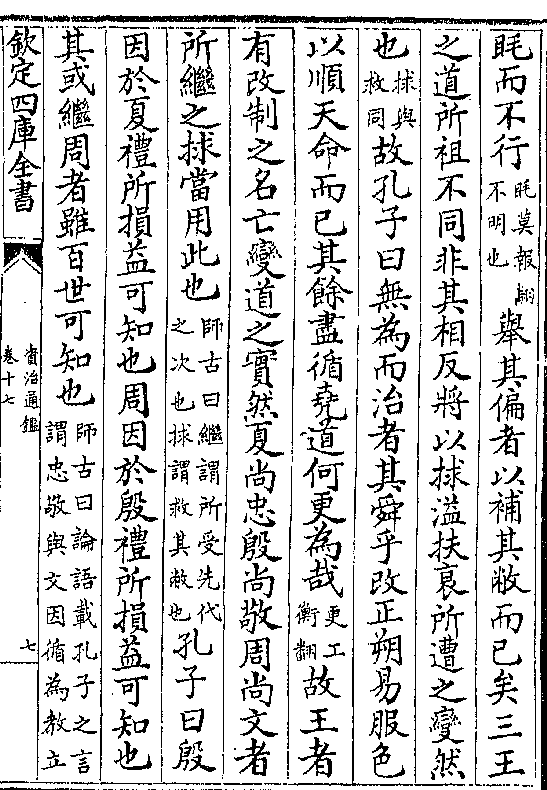 眊而不行眊莫報翻不明也舉其偏者以補其敝而已矣三王
之道所祖不同非其相反將以捄溢扶衰所遭之變然
也捄與救同故孔子曰無為而治者其舜乎改正朔易服色
以順天命而已其餘盡循堯道何更為哉更工衡翻故王者
有改制之名亡變道之實然夏尚忠殷尚敬周尚文者
所繼之捄當用此也師古曰繼謂所受先代之次也捄謂救其敝也孔子曰殷
因於夏禮所損益可知也周因於殷禮所損益可知也
其或繼周者雖百世可知也師古曰論語載孔子之言謂忠敬與文因循為教立
欽定四庫全書
資治通鑑
卷十七
七